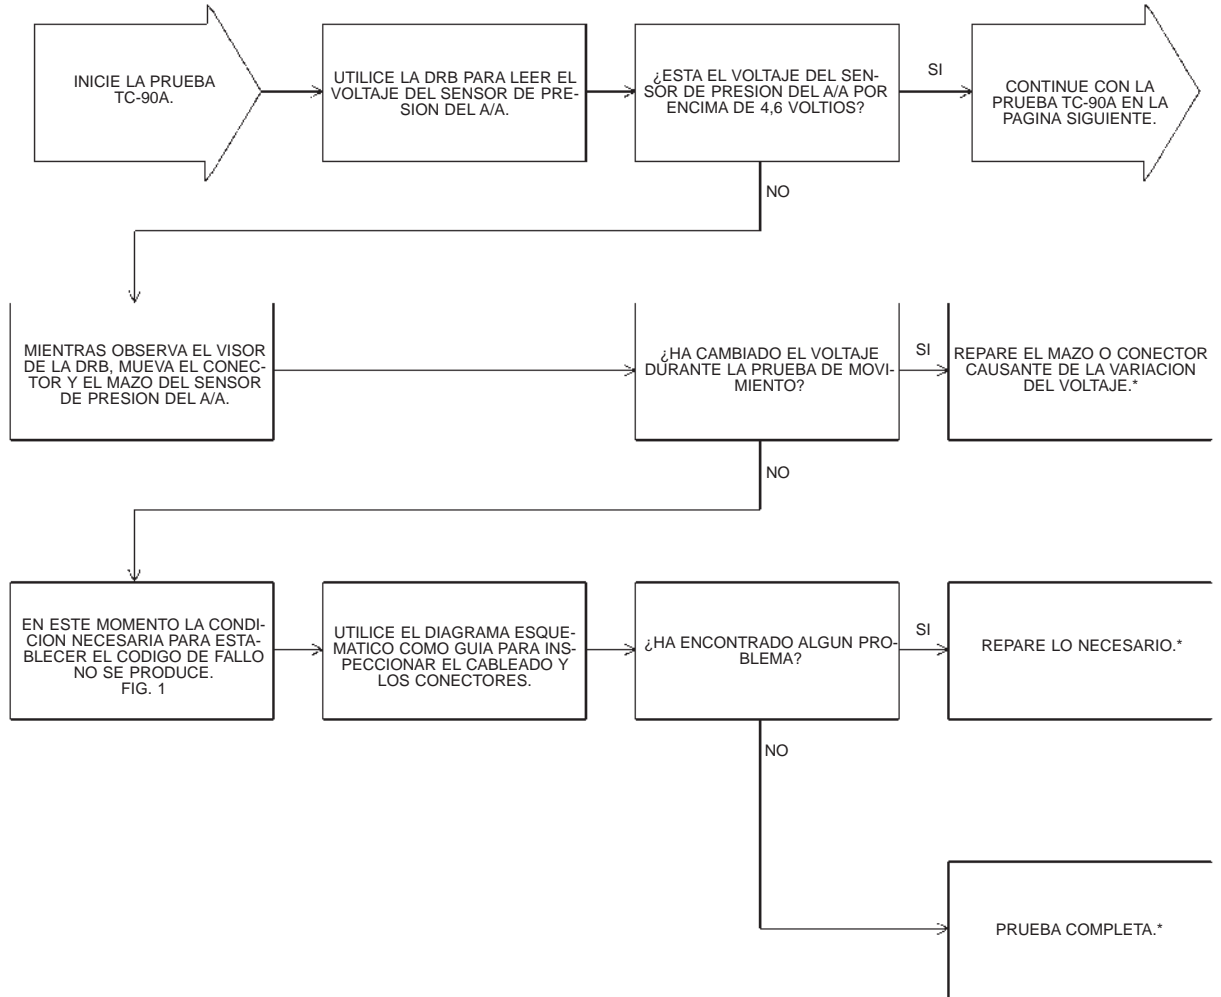 INICIE LA PRUEBA
TC-90A.
UTILICE LA DRB PARA LEER EL
VOLTAJE DEL SENSOR DE PRE-
SION DEL A/A.
¿ESTA EL VOLTAJE DEL SEN-
SOR DE PRESION DEL A/A POR
ENCIMA DE 4,6 VOLTIOS?
SI
CONTINUE CON LA
PRUEBA TC-90A EN LA
PAGINA SIGUIENTE.
NO
MIENTRAS OBSERVA EL VISOR
DE LA DRB, MUEVA EL CONEC-
TOR Y EL MAZO DEL SENSOR
DE PRESION DEL A/A.
¿HA CAMBIADO EL VOLTAJE
DURANTE LA PRUEBA DE MOVI-
MIENTO?
SI
REPARE EL MAZO O CONECTOR
CAUSANTE DE LA VARIACION
DEL VOLTAJE.*
NO
EN ESTE MOMENTO LA CONDI-
CION NECESARIA PARA ESTA-
BLECER EL CODIGO DE FALLO
NO SE PRODUCE.
FIG. 1
UTILICE EL DIAGRAMA ESQUE-
MATICO COMO GUIA PARA INS-
PECCIONAR EL CABLEADO Y
LOS CONECTORES.
¿HA ENCONTRADO ALGUN PRO-
BLEMA?
SI
REPARE LO NECESARIO.*
NO
PRUEBA COMPLETA.*